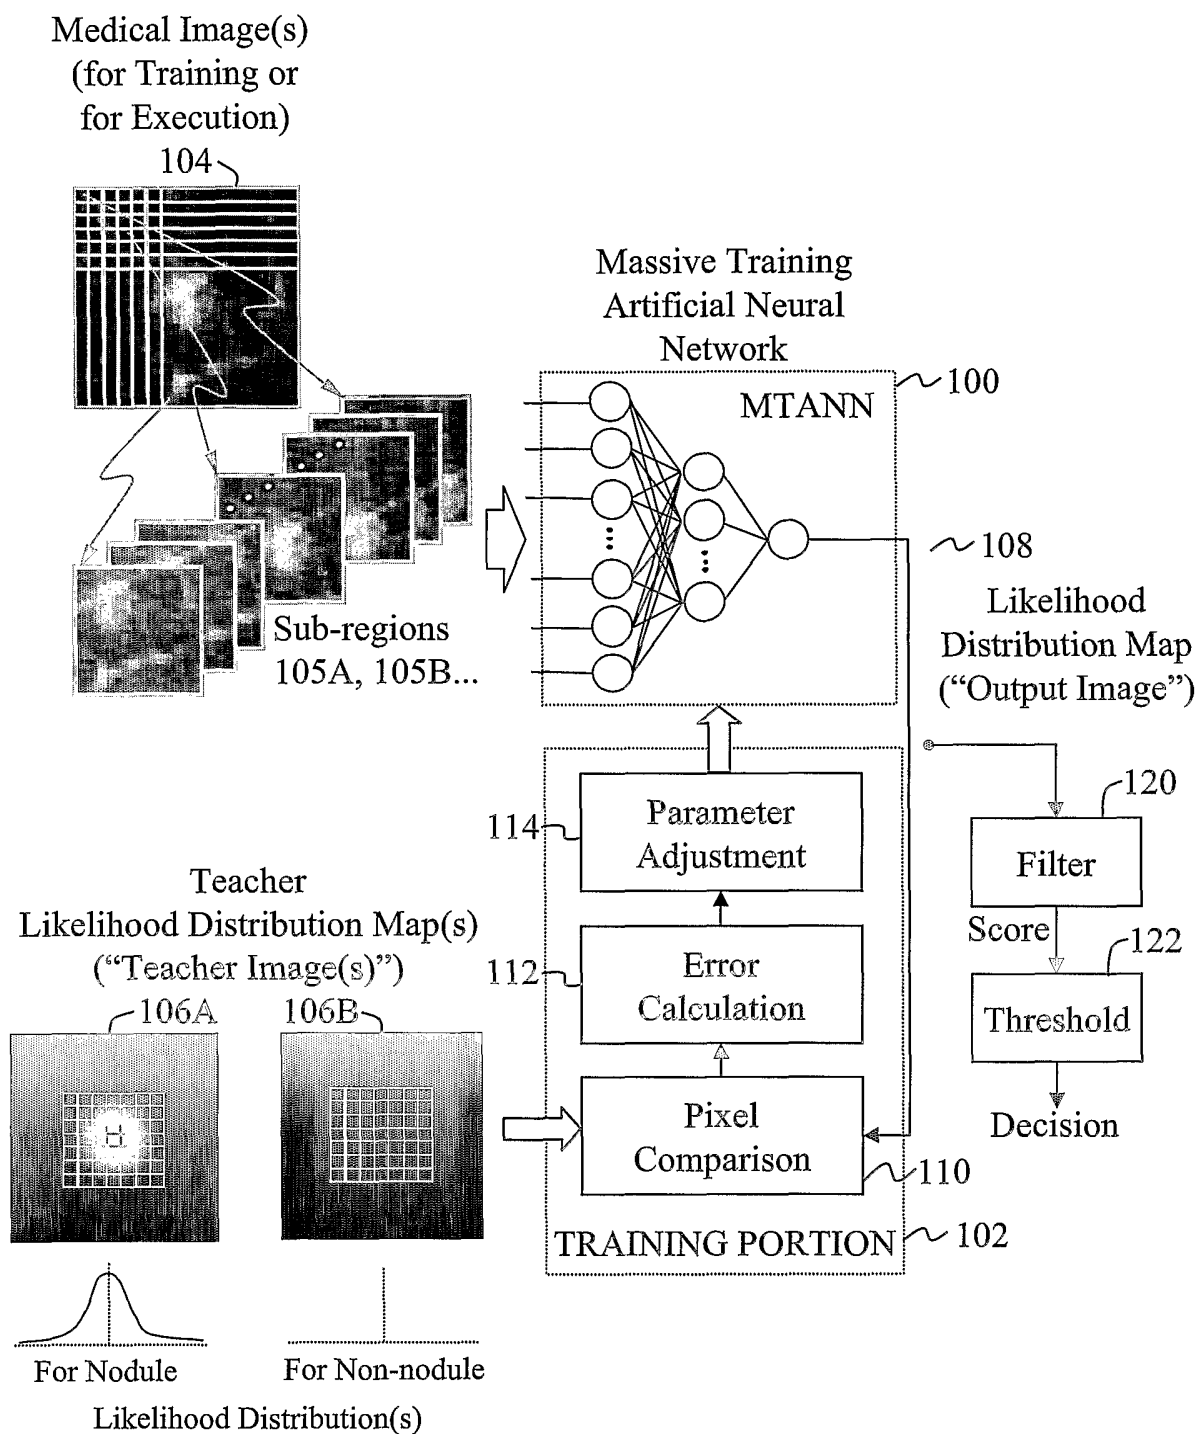 Medical Image(s)
(for Training or
for Execution)
104
Massive Training
Artificial Neural
Network
100
MTANN
108
Likelihood
Distribution Map
(“Output Image”)
Sub-regions
105A, 105B...
120
114
Parameter
Adjustment
Filter
Teacher
Likelihood Distribution Map(s)
(“Teacher Image(s)”)
Score
122
112
Error
Calculation
106A
106B
Threshold
Pixel
Comparison
Decision
110
TRAINING PORTION
102
For Nodule
For Non-nodule
Likelihood Distribution(s)